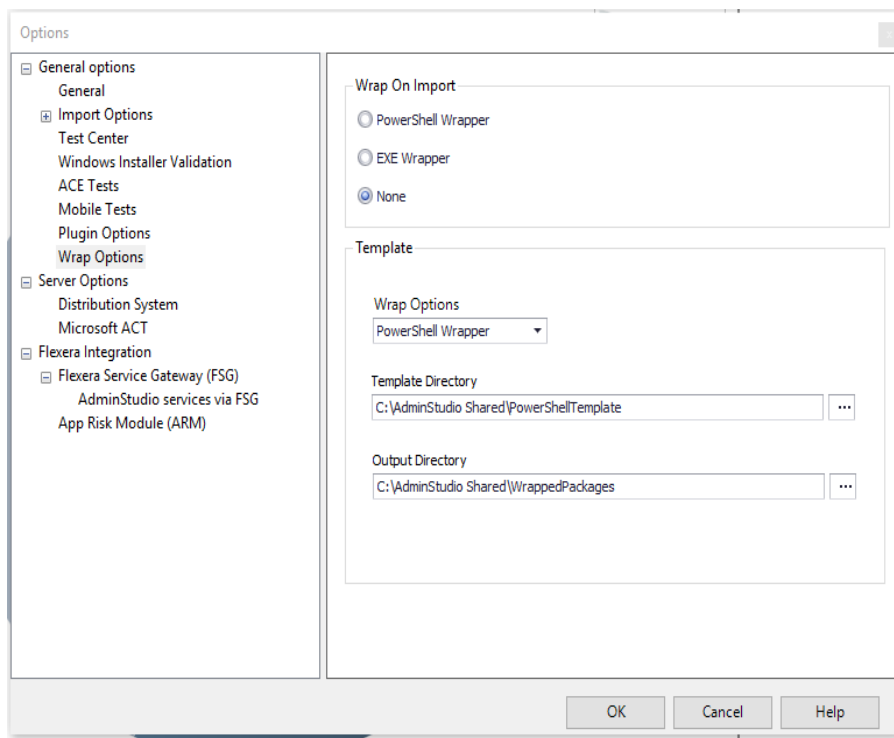 Options
General options
General
Import Options
Test Center
Windows Installer Validation
ACE Tests
Mobile Tests
Plugin Options
Wrap Options
Server Options
Distribution System
Microsoft ACT
Flexera Integration
Flexera Service Gateway (FSG)
AdminStudio services via FSG
App Risk Module (ARM)
Wrap On Import
PowerShell Wrapper
EXE Wrapper
None
Template
Wrap Options
PowerShell Wrapper
Template Directory
C:\AdminStudio Shared\PowerShellTemplate
...
Output Directory
C:\AdminStudio Shared\WrappedPackages
...
OK
Cancel
Help